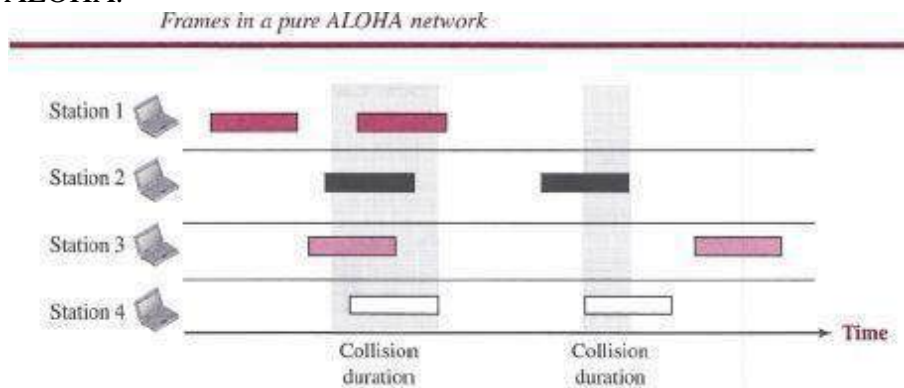 ALOHA.
Frames in a pure ALOHA network
Station 1
Station 2
Station 3
Station 4
Time
Collision
duration
Collision
duration